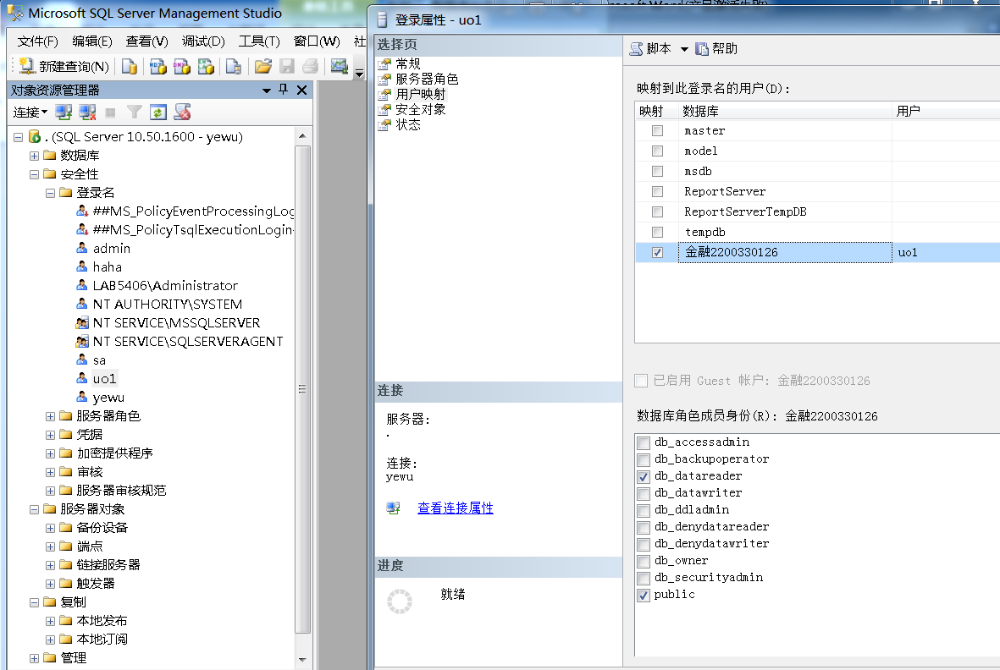 Microsoft SQL Server Management Studio
文件(F) 编辑(E) 查看(V) 调试(D) 工具(T) 窗口(W) 社
新建查询(N)
对象资源管理器
连接
. (SQL Server 10.50.1600 - yewu)
数据库
安全性
登录名
##MS_PolicyEventProcessingLog
##MS_PolicyTsqlExecutionLogin
admin
haha
LAB5406\Administrator
NT AUTHORITY\SYSTEM
NT SERVICE\MSSQLSERVER
NT SERVICE\SQLSERVERAGENT
sa
uo1
yewu
服务器角色
凭据
加密提供程序
审核
服务器审核规范
服务器对象
备份设备
端点
链接服务器
触发器
复制
本地发布
本地订阅
管理
登录属性 - uo1
选择页
常规
服务器角色
用户映射
安全对象
状态
连接
服务器:
.
连接:
yewu
查看连接属性
进度
就绪
脚本 帮助
映射到此登录名的用户(D):
映射 数据库 用户
master
model
msdb
ReportServer
ReportServerTempDB
tempdb
金融2200330126 uo1
已启用 Guest 帐户: 金融2200330126
数据库角色成员身份(R): 金融2200330126
db_accessadmin
db_backupoperator
db_datareader
db_datawriter
db_ddladmin
db_denydatareader
db_denydatawriter
db_owner
db_securityadmin
public